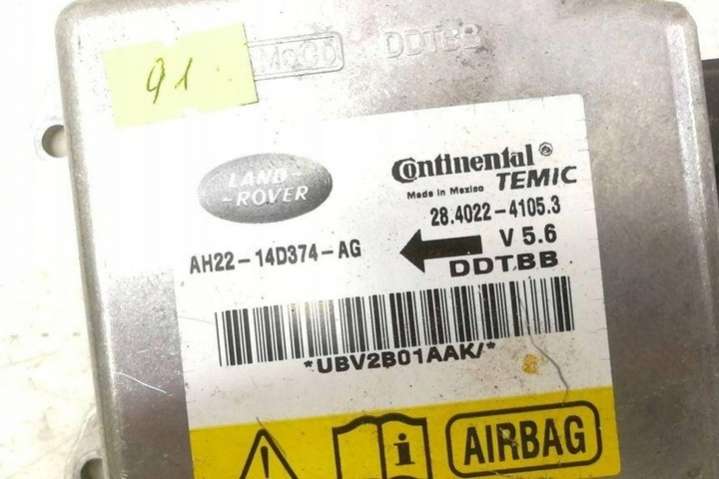 91
DDTBB
LAND-
-ROVER
Continental
Made in Mexico TEMIC
28.4022-4105.3
AH22-14D374-AG
V 5.6
DDTBB
*UBV2B01AAK/*
i
AIRBAG